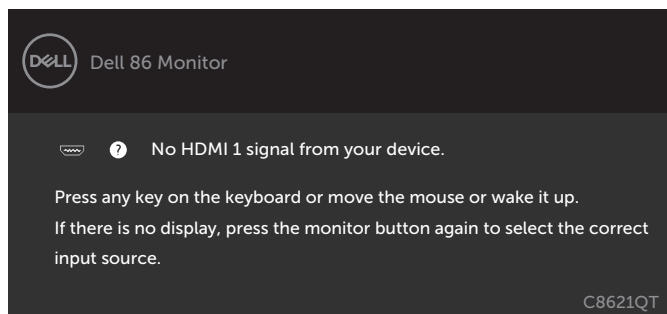 DELL
Dell 86 Monitor
? No HDMI 1 signal from your device.
Press any key on the keyboard or move the mouse or wake it up.
If there is no display, press the monitor button again to select the correct
input source.
C8621QT